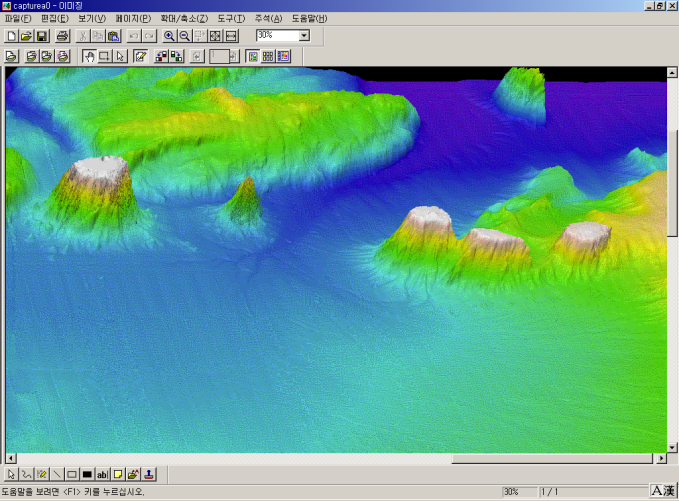 capturea0 - 이미징
파일(F) 편집(E) 보기(V) 페이지(P) 확대/축소(Z) 도구(T) 주석(A) 도움말(H)
30%
1
ab
도움말을 보려면 <F1> 키를 누르십시오.
30% 1 / 1
A漢